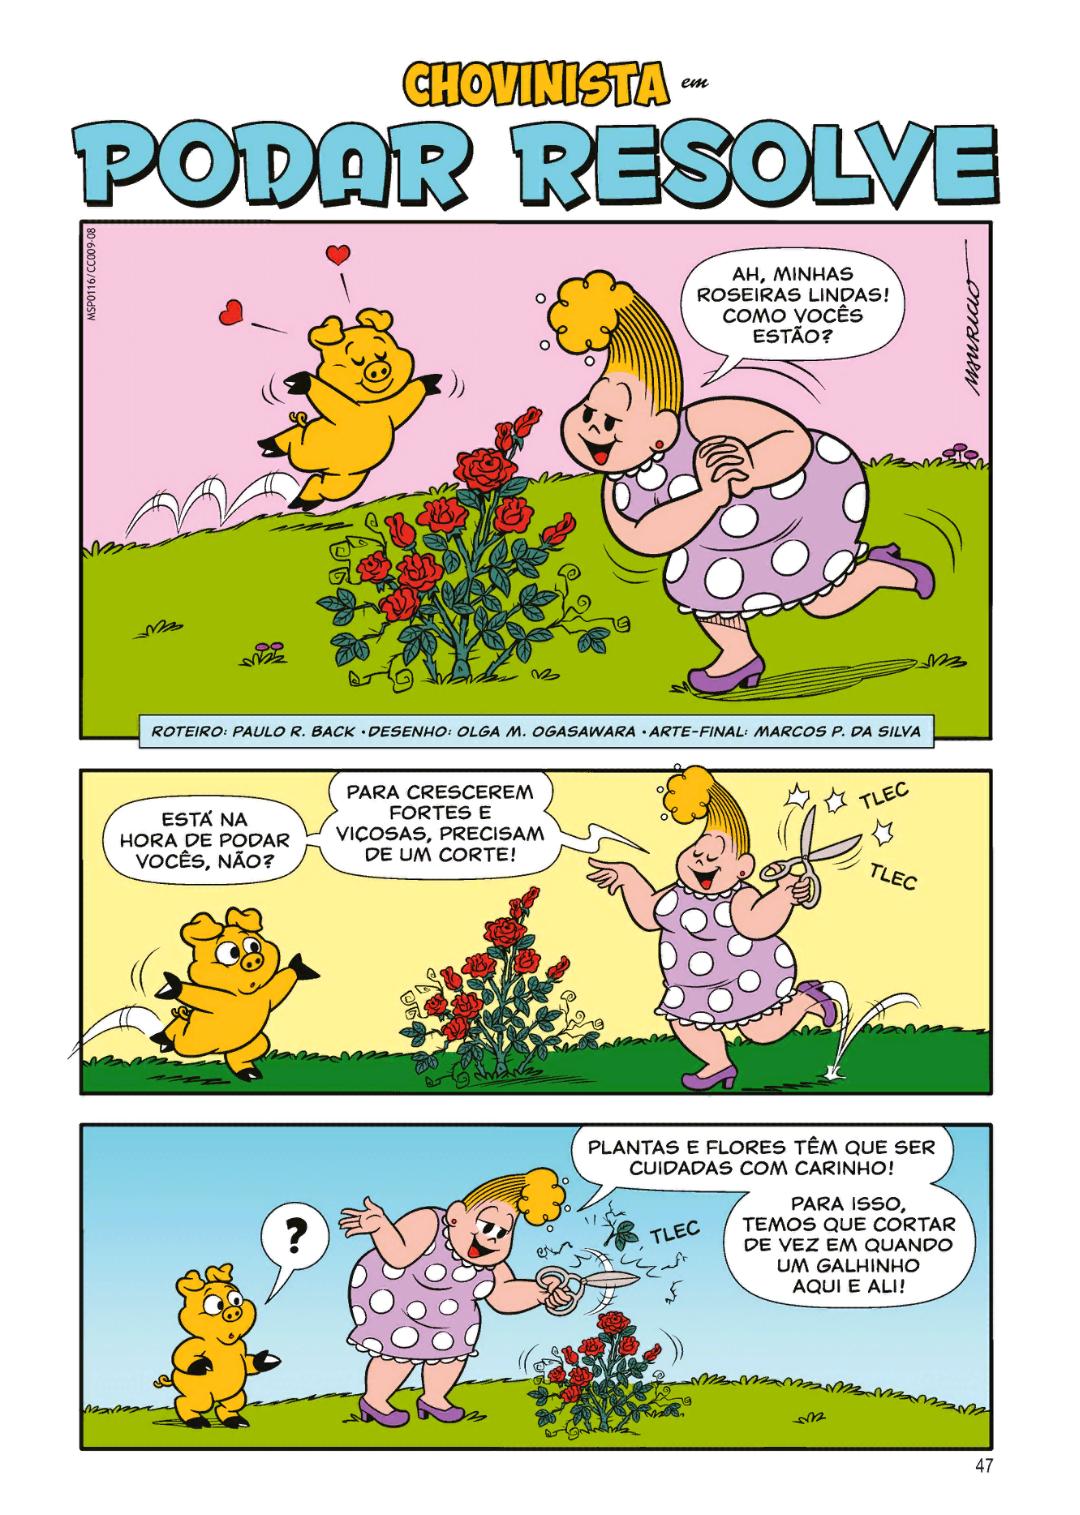 CHOVINISTA em
PODAR RESOLVE
MSP0116/CC009-08
AH, MINHAS
ROSEIRAS LINDAS!
COMO VOCÊS
ESTÃO?
MAURICIO
ROTEIRO: PAULO R. BACK • DESENHO: OLGA M. OGASAWARA • ARTE-FINAL: MARCOS P. DA SILVA
ESTÁ NA
HORA DE PODAR
VOCÊS, NÃO?
PARA CRESCEREM
FORTES E
VIÇOSAS, PRECISAM
DE UM CORTE!
TLEC
TLEC
?
PLANTAS E FLORES TÊM QUE SER
CUIDADAS COM CARINHO!
TLEC
PARA ISSO,
TEMOS QUE CORTAR
DE VEZ EM QUANDO
UM GALHINHO
AQUI E ALI!
47